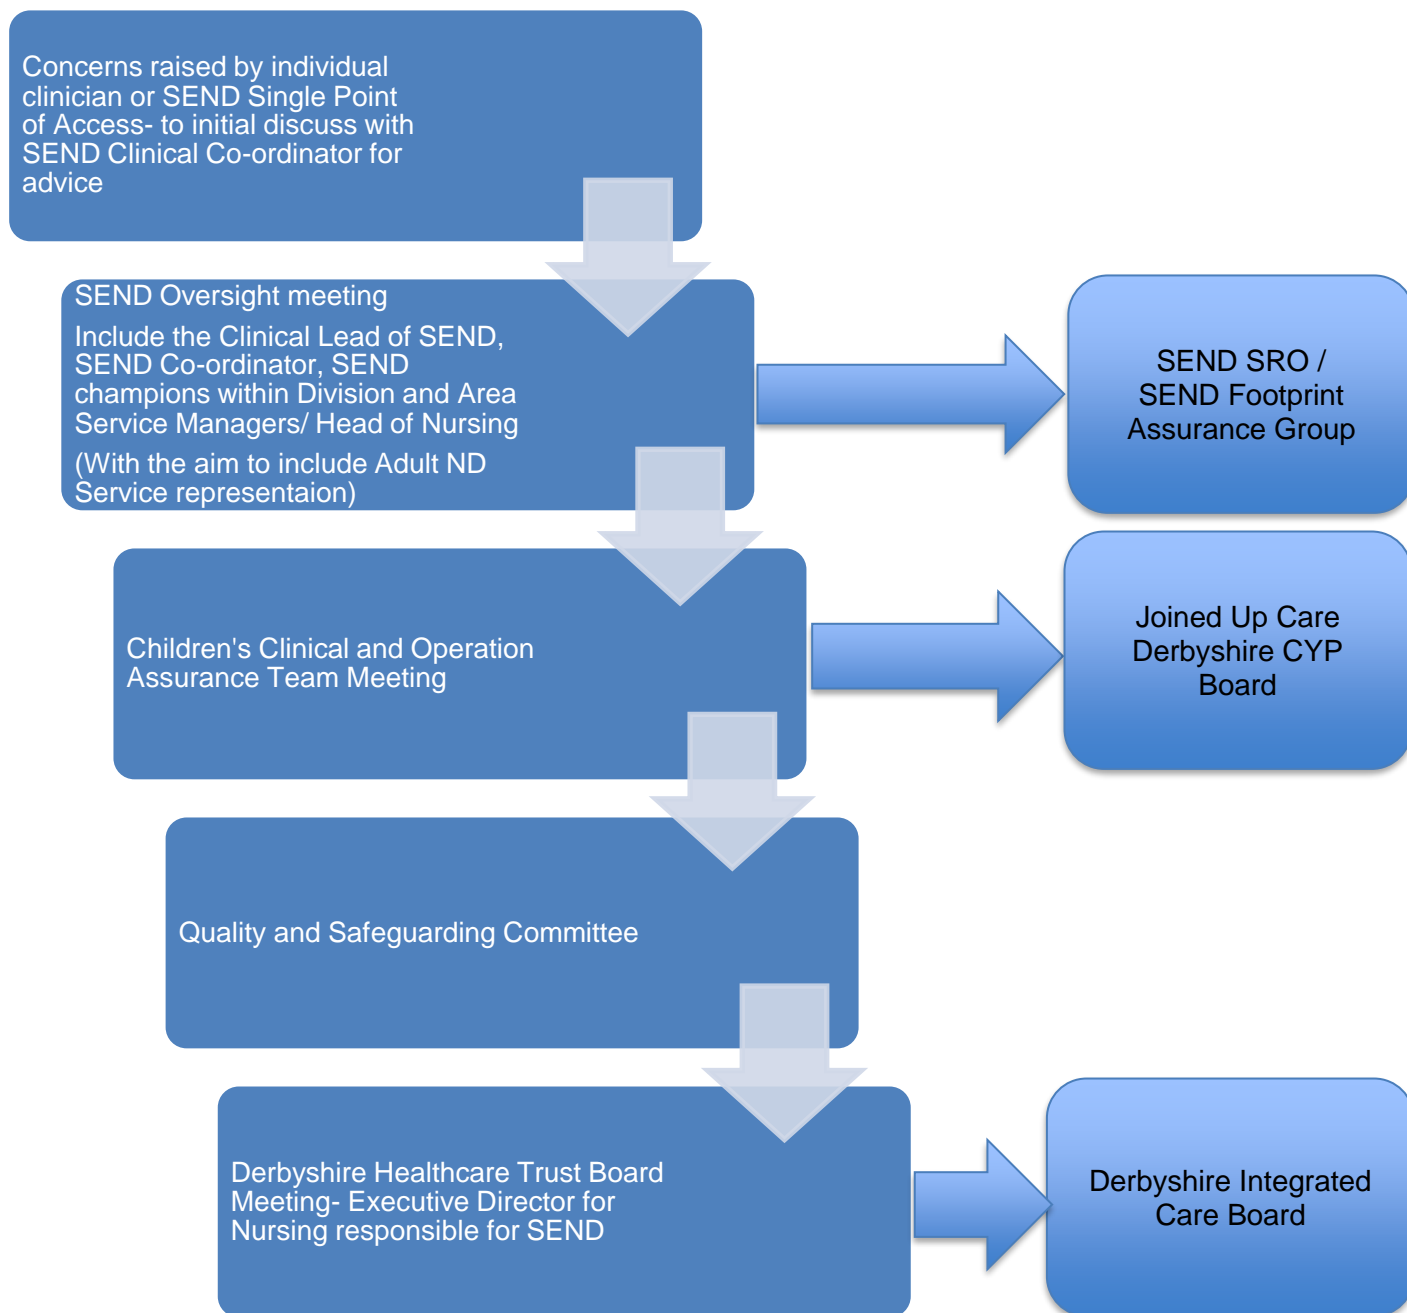 Concerns raised by individual
clinician or SEND Single Point
of Access- to initial discuss with
SEND Clinical Co-ordinator for
advice
SEND Oversight meeting
Include the Clinical Lead of SEND,
SEND Co-ordinator, SEND
champions within Division and Area
Service Managers/ Head of Nursing
(With the aim to include Adult ND
Service representaion)
SEND SRO /
SEND Footprint
Assurance Group
Children's Clinical and Operation
Assurance Team Meeting
Joined Up Care
Derbyshire CYP
Board
Quality and Safeguarding Committee
Derbyshire Healthcare Trust Board
Meeting- Executive Director for
Nursing responsible for SEND
Derbyshire Integrated
Care Board